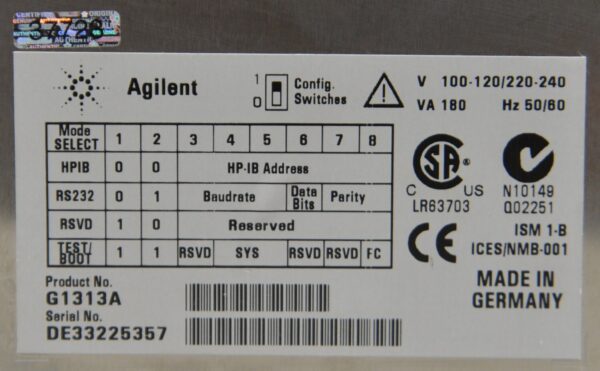 Agilent
1
0
Config.
Switches
V 100-120/220-240
VA 180 Hz 50/60
Mode SELECT 1 2 3 4 5 6 7 8
HPIB 0 0 HP-IB Address
RS232 0 1 Baudrate Data Bits Parity
RSVD 1 0 Reserved
TEST/BOOT 1 1 RSVD SYS RSVD RSVD FC
C US
LR63703
N10149
Q02251
ISM 1-B
ICES/NMB-001
Product No.
G1313A
Serial No.
DE33225357
MADE IN
GERMANY